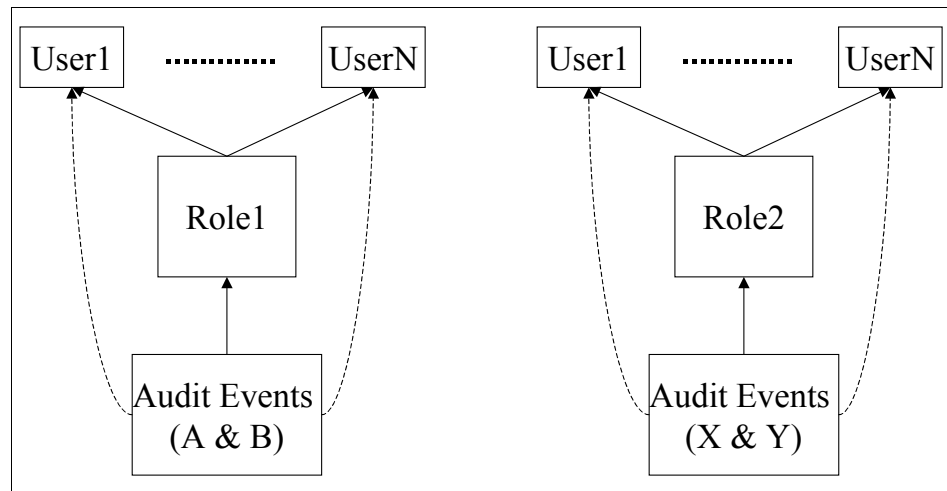 User1 ............ UserN
User1 ............ UserN
Role1
Role2
Audit Events
(A & B)
Audit Events
(X & Y)